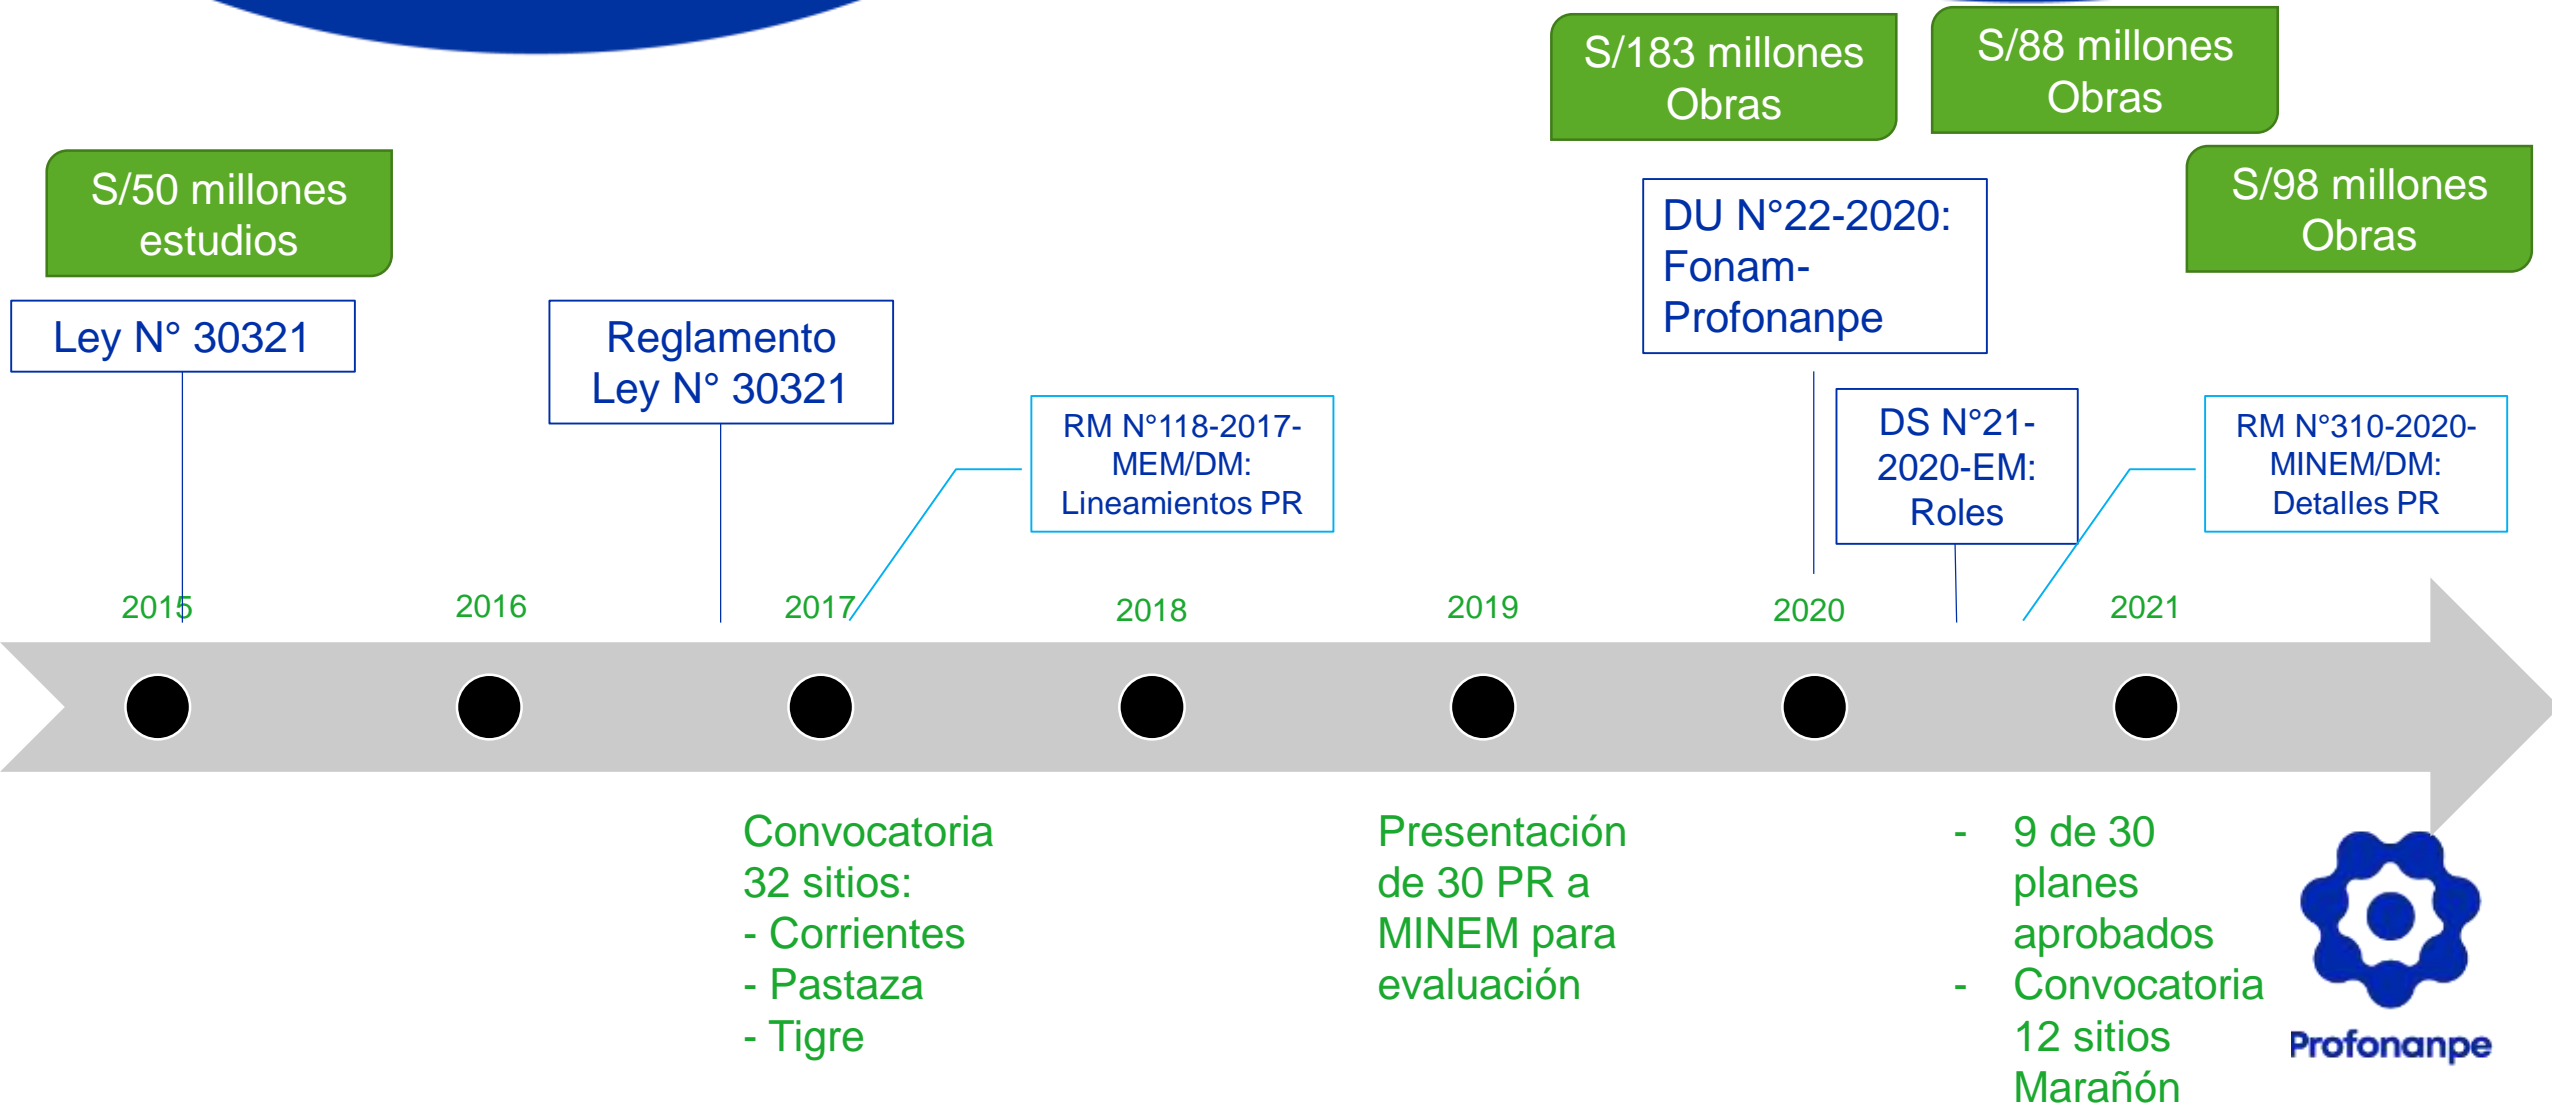 S/183 millones
Obras
S/88 millones
Obras
S/50 millones
estudios
S/98 millones
Obras
Ley N° 30321
Reglamento
Ley N° 30321
DU N°22-2020:
Fonam-
Profonanpe
RM N°118-2017-
MEM/DM:
Lineamientos PR
DS N°21-
2020-EM:
Roles
RM N°310-2020-
MINEM/DM:
Detalles PR
2015
2016
2017
2018
2019
2020
2021
Convocatoria
32 sitios:
- Corrientes
- Pastaza
- Tigre
Presentación
de 30 PR a
MINEM para
evaluación
- 9 de 30
planes
aprobados
- Convocatoria
12 sitios
Marañón
Profonanpe